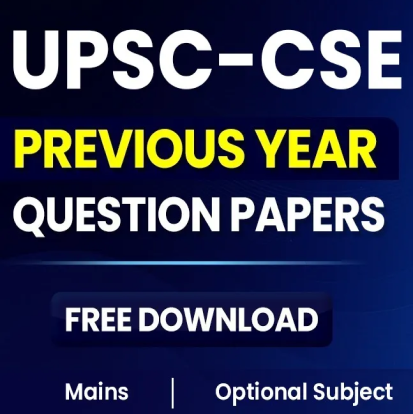 UPSC-CSE
PREVIOUS YEAR
QUESTION PAPERS
FREE DOWNLOAD
Mains | Optional Subject